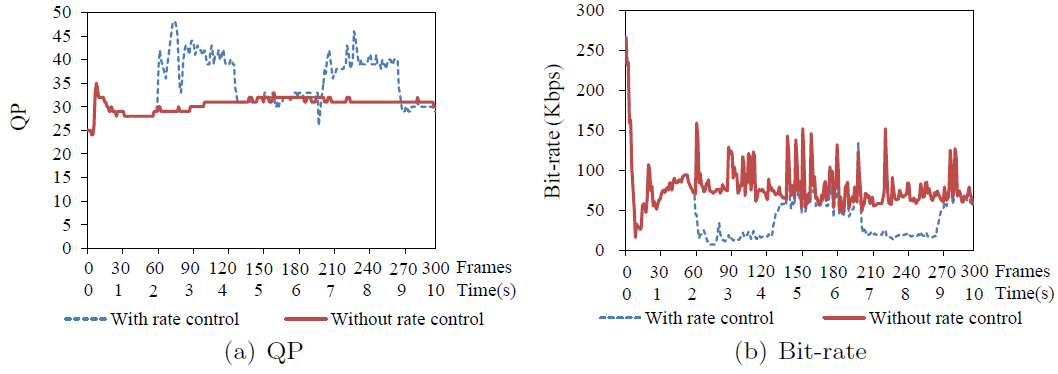 50
45
40
35
30
25
20
15
10
5
0
QP
0 30 60 90 120 150 180 210 240 270 300 Frames
0 1 2 3 4 5 6 7 8 9 10 Time(s)
With rate control Without rate control
(a) QP
300
250
200
150
100
50
0
Bit-rate (Kbps)
0 30 60 90 120 150 180 210 240 270 300 Frames
0 1 2 3 4 5 6 7 8 9 10 Time(s)
With rate control Without rate control
(b) Bit-rate